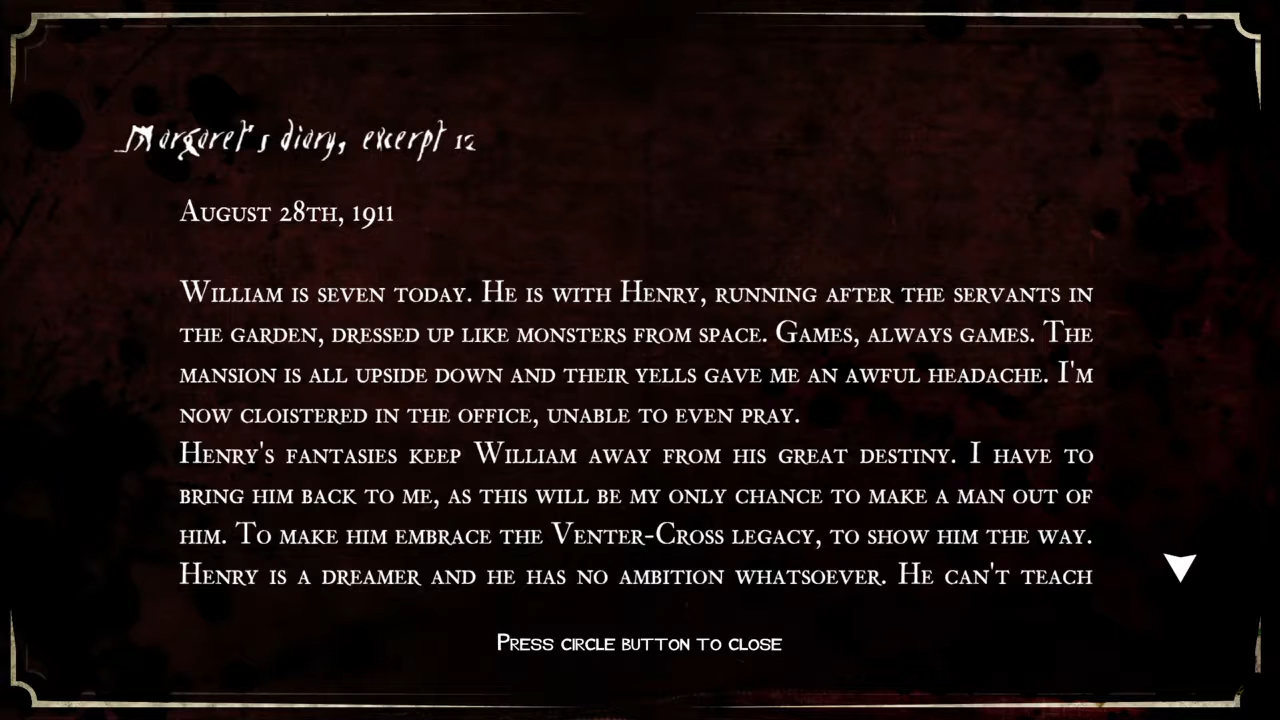 Margaret's diary, excerpt 12
August 28th, 1911
William is seven today. He is with Henry, running after the servants in
the garden, dressed up like monsters from space. Games, always games. The
mansion is all upside down and their yells gave me an awful headache. I'm
now cloistered in the office, unable to even pray.
Henry's fantasies keep William away from his great destiny. I have to
bring him back to me, as this will be my only chance to make a man out of
him. To make him embrace the Venter-Cross legacy, to show him the way.
Henry is a dreamer and he has no ambition whatsoever. He can't teach
Press circle button to close